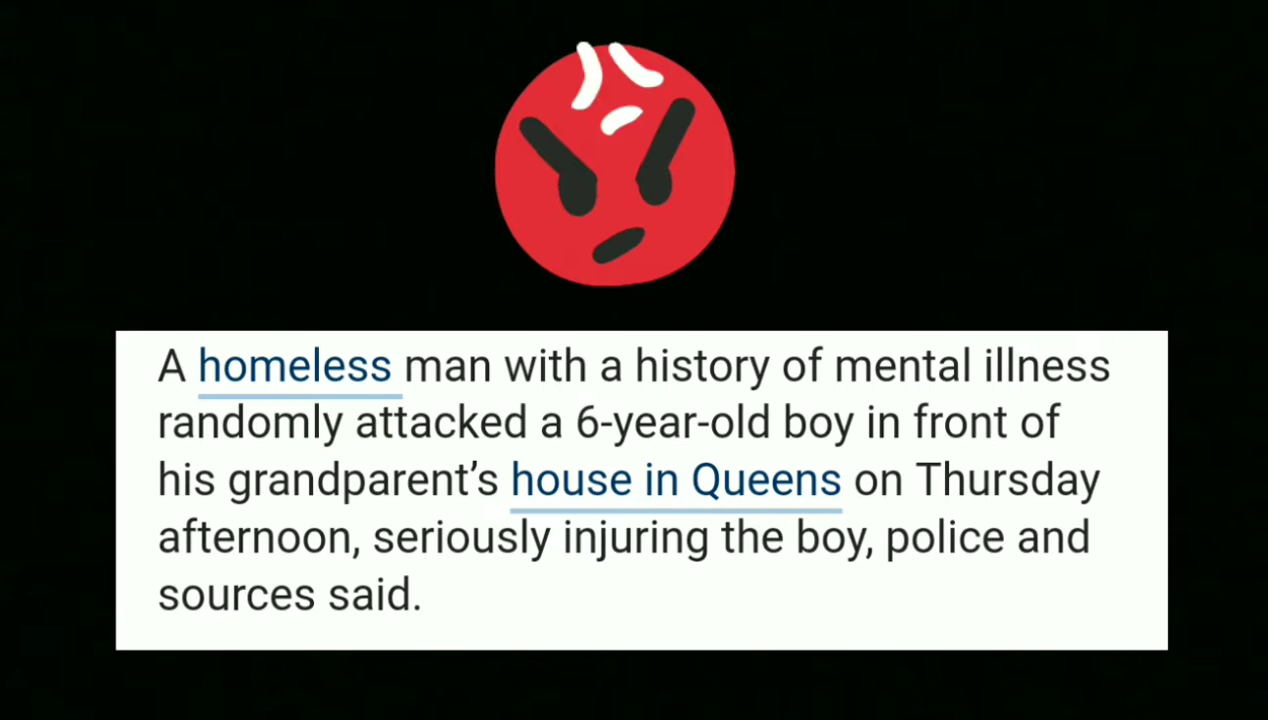 A homeless man with a history of mental illness
randomly attacked a 6-year-old boy in front of
his grandparent’s house in Queens on Thursday
afternoon, seriously injuring the boy, police and
sources said.